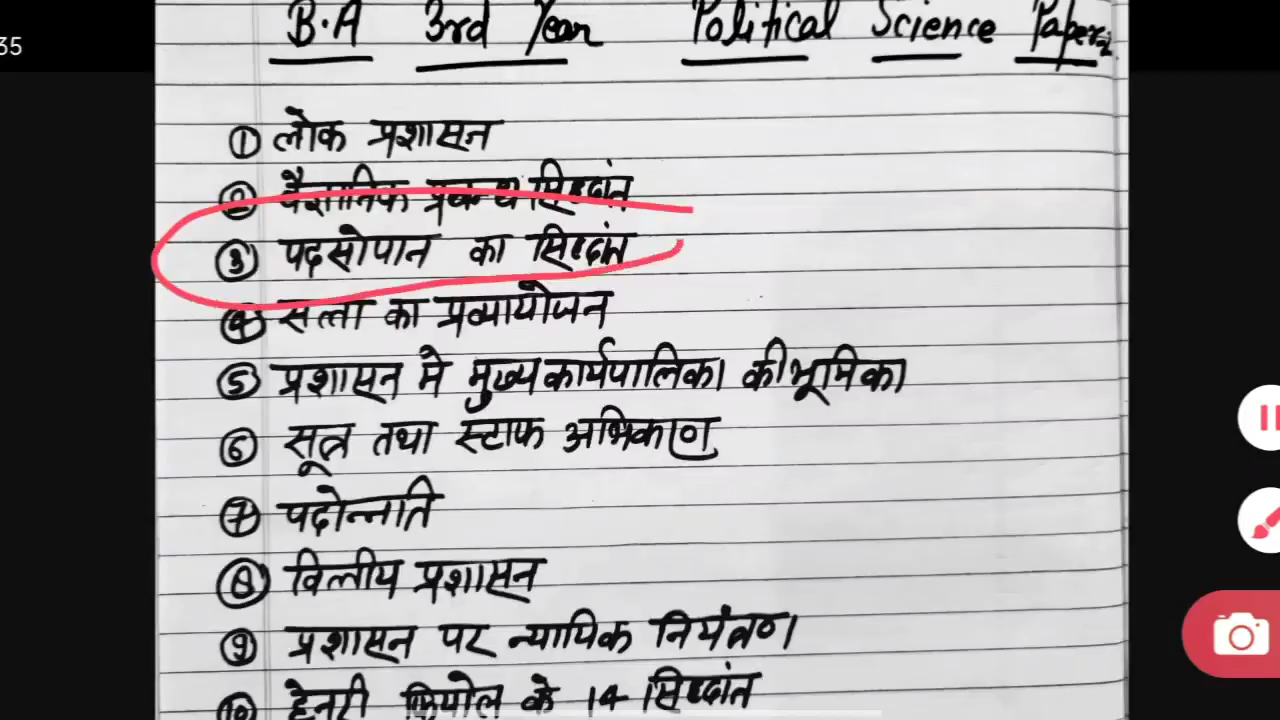 35
B.A 3rd Year Political Science Paper-2
① लोक प्रशासन
② वैज्ञानिक प्रबन्ध सिद्दांत
③ पदसोपान का सिद्दांत
④ सत्ता का प्रत्यायोजन
⑤ प्रशासन मे मुख्य कार्यपालिका की भूमिका
⑥ सूत्र तथा स्टाफ अभिकरण
⑦ पदोन्नति
⑧ वित्तीय प्रशासन
⑨ प्रशासन पर न्यायिक नियंत्रण
⑩ हेनरी फियोल के 14 सिद्दांत